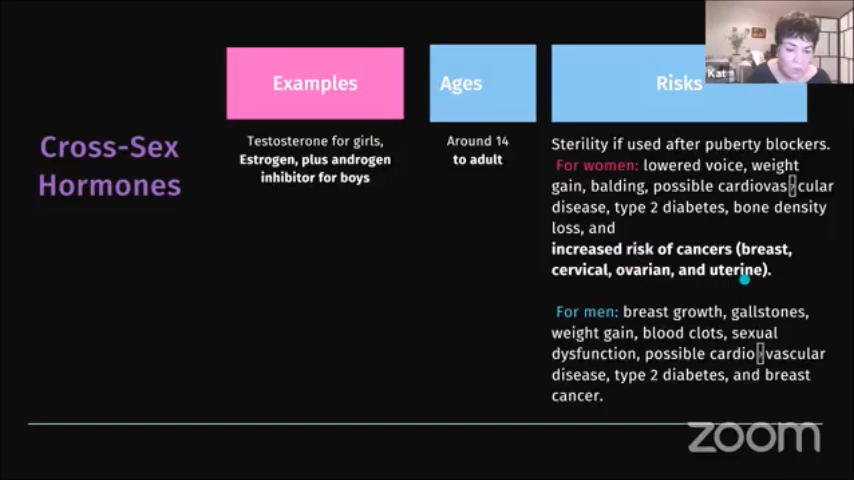 Examples
Ages
Risks
Kat
Cross-Sex
Hormones
Testosterone for girls,
Estrogen, plus androgen
inhibitor for boys
Around 14
to adult
Sterility if used after puberty blockers.
For women: lowered voice, weight
gain, balding, possible cardiovascular
disease, type 2 diabetes, bone density
loss, and
increased risk of cancers (breast,
cervical, ovarian, and uterine).
For men: breast growth, gallstones,
weight gain, blood clots, sexual
dysfunction, possible cardiovascular
disease, type 2 diabetes, and breast
cancer.
zoom